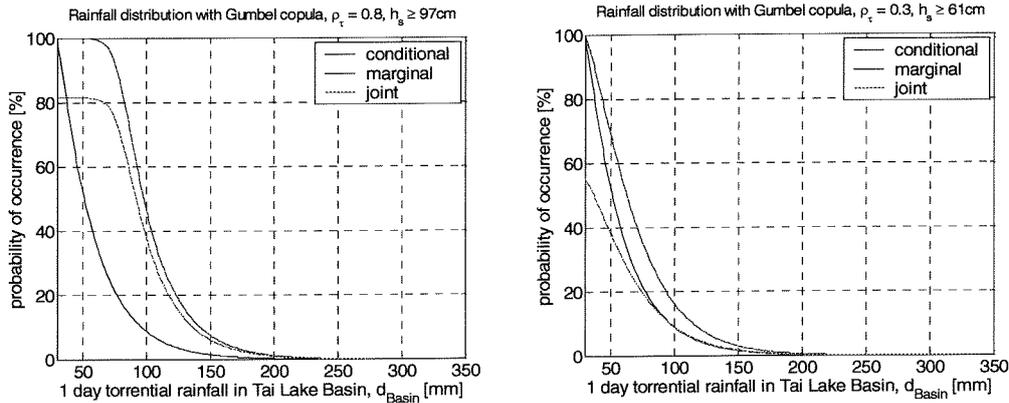 Rainfall distribution with Gumbel copula, ρτ = 0.8, hs ≥ 97cm
probability of occurrence [%]
100
80
60
40
20
0
conditional
marginal
joint
50 100 150 200 250 300 350
1 day torrential rainfall in Tai Lake Basin, dBasin [mm]
Rainfall distribution with Gumbel copula, ρτ = 0.3, hs ≥ 61cm
probability of occurrence [%]
100
80
60
40
20
0
conditional
marginal
joint
50 100 150 200 250 300 350
1 day torrential rainfall in Tai Lake Basin, dBasin [mm]